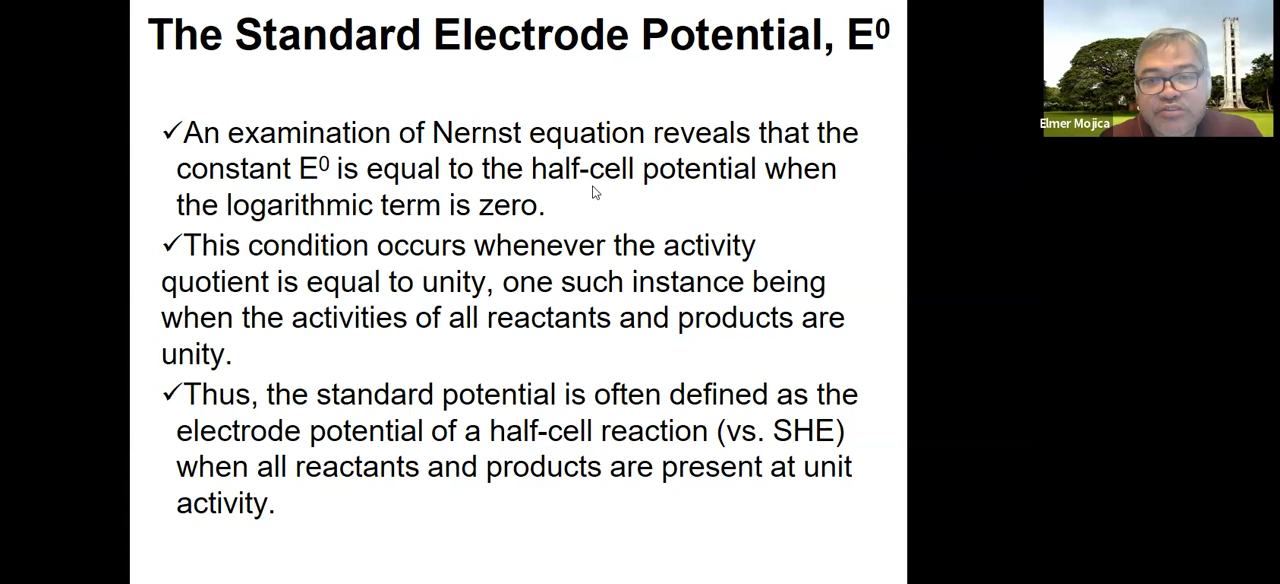 The Standard Electrode Potential, E⁰
✓An examination of Nernst equation reveals that the
constant E⁰ is equal to the half-cell potential when
the logarithmic term is zero.
✓This condition occurs whenever the activity
quotient is equal to unity, one such instance being
when the activities of all reactants and products are
unity.
✓Thus, the standard potential is often defined as the
electrode potential of a half-cell reaction (vs. SHE)
when all reactants and products are present at unit
activity.
Elmer Mojica